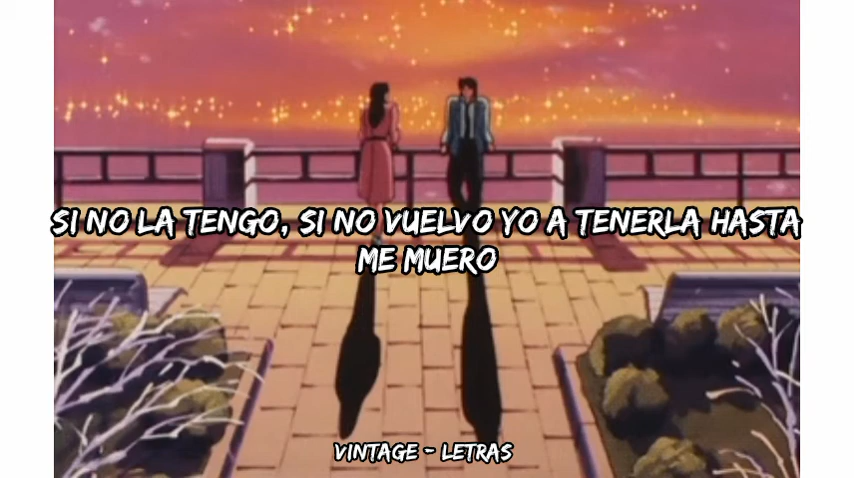 SI NO LA TENGO, SI NO VUELVO YO A TENERLA HASTA
ME MUERO
VINTAGE - LETRAS